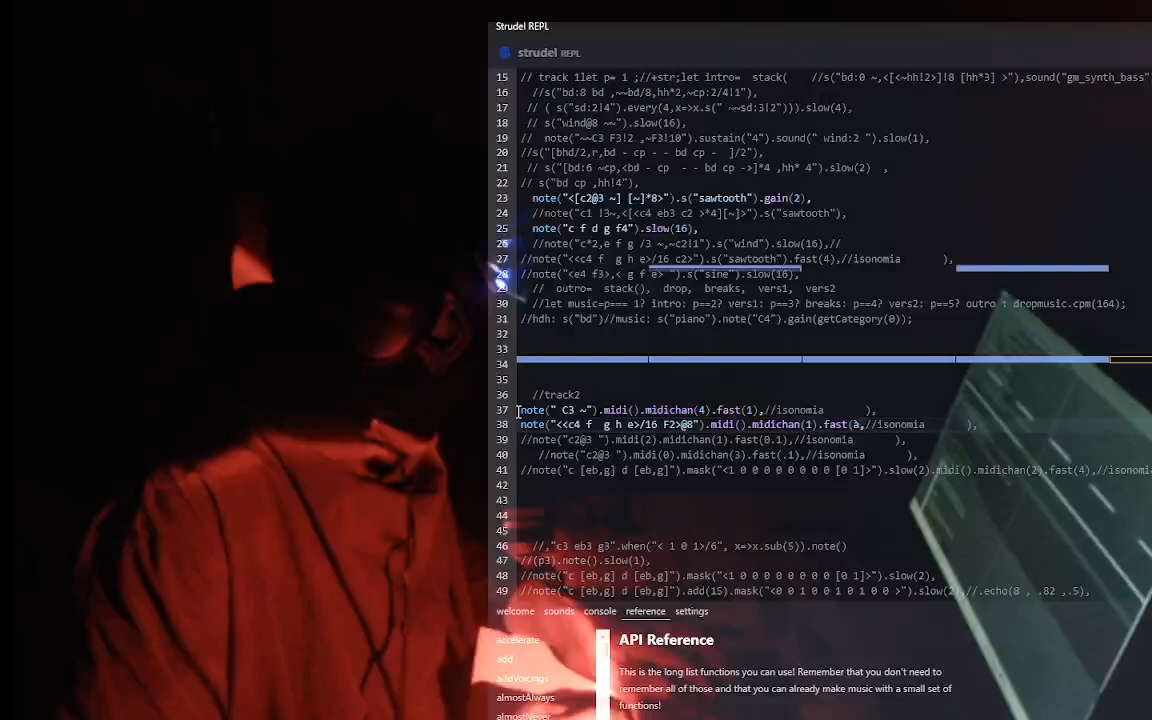 Strudel REPL
strudel REPL
15 // track 1let p= 1 ;//+str;let intro= stack( //s("bd:0 ~,<[<~hh!2>]!8 [hh*3] >"),sound("gm_synth_bass
16 //s("bd:8 bd ,~~bd/8,hh*2,~cp:2/4!1"),
17 // ( s("sd:2!4").every(4,x=>x.s(" ~~sd:3!2"))).slow(4),
18 // s("wind@8 ~~").slow(16),
19 // note("~~C3 F3!2 ,~F3!10").sustain("4").sound(" wind:2 ").slow(1),
20 //s("[bhd/2,r,bd - cp - - bd cp - ]/2"),
21 // s("[bd:6 ~cp,<bd - cp - - bd cp ->]*4 ,hh* 4").slow(2) ,
22 // s("bd cp ,hh!4"),
23 note("<[c2@3 ~] [~]*8>").s("sawtooth").gain(2),
24 //note("c1 !3~,<[<c4 eb3 c2 >*4][~]>").s("sawtooth"),
25 note("c f d g f4").slow(16),
26 //note("c*2,e f g /3 ~,~c2!1").s("wind").slow(16),//
27 //note("<<c4 f g h e>/16 c2>").s("sawtooth").fast(4),//isonomia ),
28 //note("<e4 f3>,< g f e> ").s("sine").slow(16),
29 // outro= stack(), drop, breaks, vers1, vers2
30 //let music=p=== 1? intro: p==2? vers1: p==3? breaks: p==4? vers2: p==5? outro : dropmusic.cpm(164);
31 //hdh: s("bd")//music: s("piano").note("C4").gain(getCategory(0));
32
33
34
35
36 //track2
37 note(" C3 ~").midi().midichan(4).fast(1),//isonomia ),
38 note("<<c4 f g h e>/16 F2>@8").midi().midichan(1).fast(a,//isonomia ),
39 //note("c2@3 ").midi(2).midichan(1).fast(0.1),//isonomia ),
40 //note("c2@3 ").midi(0).midichan(3).fast(.1),//isonomia ),
41 //note("c [eb,g] d [eb,g]").mask("<1 0 0 0 0 0 0 0 [0 1]>").slow(2).midi().midichan(2).fast(4),//isonomia
42
43
44
45
46 //,"c3 eb3 g3".when("< 1 0 1>/6", x=>x.sub(5)).note()
47 //(p3).note().slow(1),
48 //note("c [eb,g] d [eb,g]").mask("<1 0 0 0 0 0 0 0 [0 1]>").slow(2),
49 //note("c [eb,g] d [eb,g]").add(15).mask("<0 0 1 0 0 1 0 1 0 0 >").slow(2),//.echo(8 , .82 ,.5),
welcome sounds console reference settings
accelerate
add
addVoicings
almostAlways
almostNever
API Reference
This is the long list functions you can use! Remember that you don't need to
remember all of those and that you can already make music with a small set of
functions!